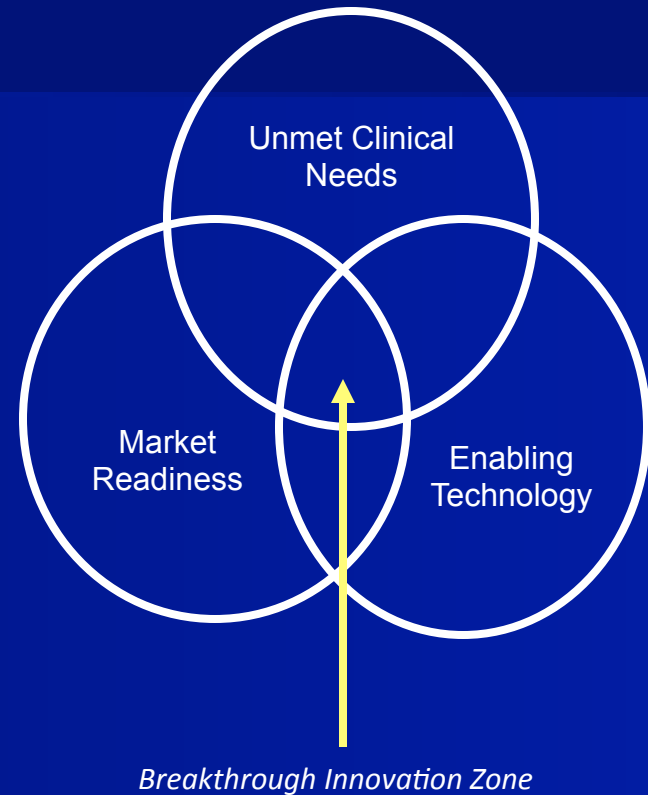 Unmet Clinical
Needs
Market
Readiness
Enabling
Technology
Breakthrough Innovation Zone